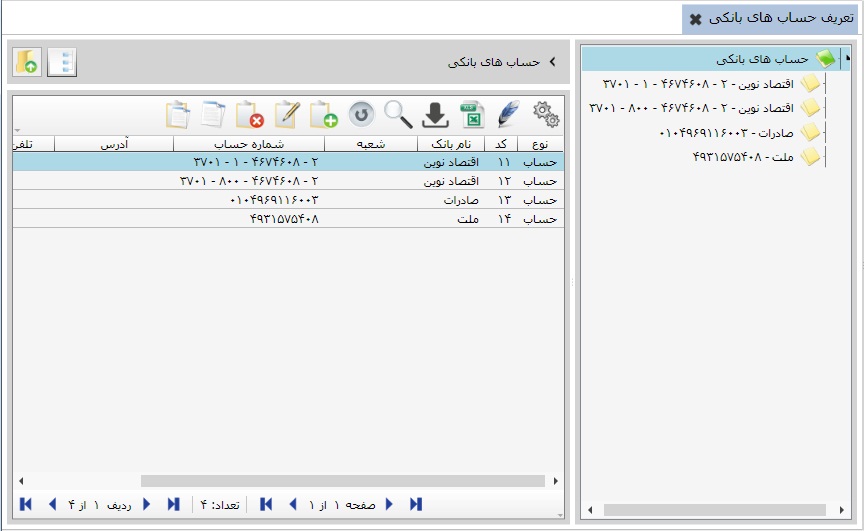 تعریف حساب های بانکی
حساب های بانکی
اقتصاد نوین - ۲ - ۴۶۷۴۶۰۸ - ۱ - ۳۷۰۱
اقتصاد نوین - ۲ - ۴۶۷۴۶۰۸ - ۸۰۰ - ۳۷۰۱
صادرات - ۰۱۰۴۹۶۹۱۱۶۰۰۳
ملت - ۴۹۳۱۵۷۵۴۰۸
حساب های بانکی
نوع کد نام بانک شعبه شماره حساب آدرس تلفن
حساب ۱۱ اقتصاد نوین ۲ - ۴۶۷۴۶۰۸ - ۱ - ۳۷۰۱
حساب ۱۲ اقتصاد نوین ۲ - ۴۶۷۴۶۰۸ - ۸۰۰ - ۳۷۰۱
حساب ۱۳ صادرات ۰۱۰۴۹۶۹۱۱۶۰۰۳
حساب ۱۴ ملت ۴۹۳۱۵۷۵۴۰۸
صفحه ۱ از ۱ تعداد: ۴ ردیف ۱ از ۴